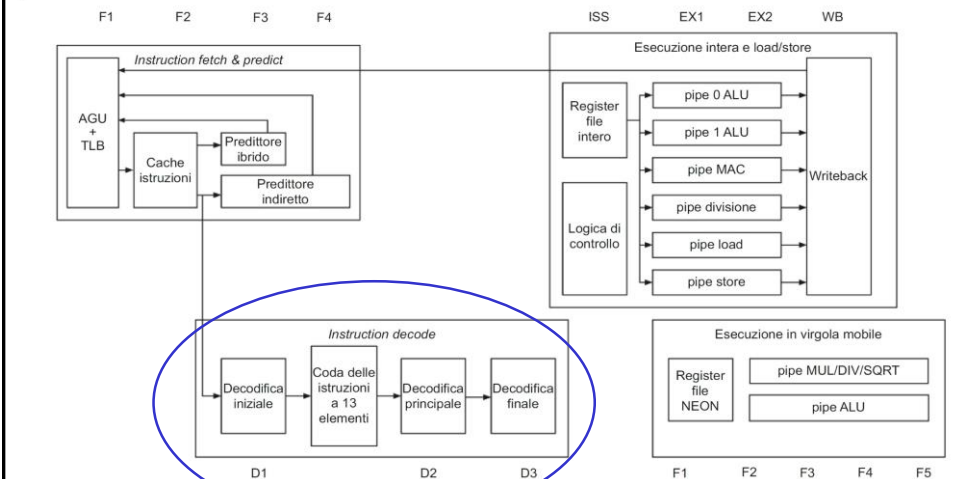 F1 F2 F3 F4
Instruction fetch & predict
AGU
+
TLB
Cache
istruzioni
Predittore
ibrido
Predittore
indiretto
ISS EX1 EX2 WB
Esecuzione intera e load/store
Register
file
intero
Logica di
controllo
pipe 0 ALU
pipe 1 ALU
pipe MAC
pipe divisione
pipe load
pipe store
Writeback
Instruction decode
Decodifica
iniziale
Coda delle
istruzioni
a 13
elementi
Decodifica
principale
Decodifica
finale
D1 D2 D3
Esecuzione in virgola mobile
Register
file
NEON
pipe MUL/DIV/SQRT
pipe ALU
F1 F2 F3 F4 F5